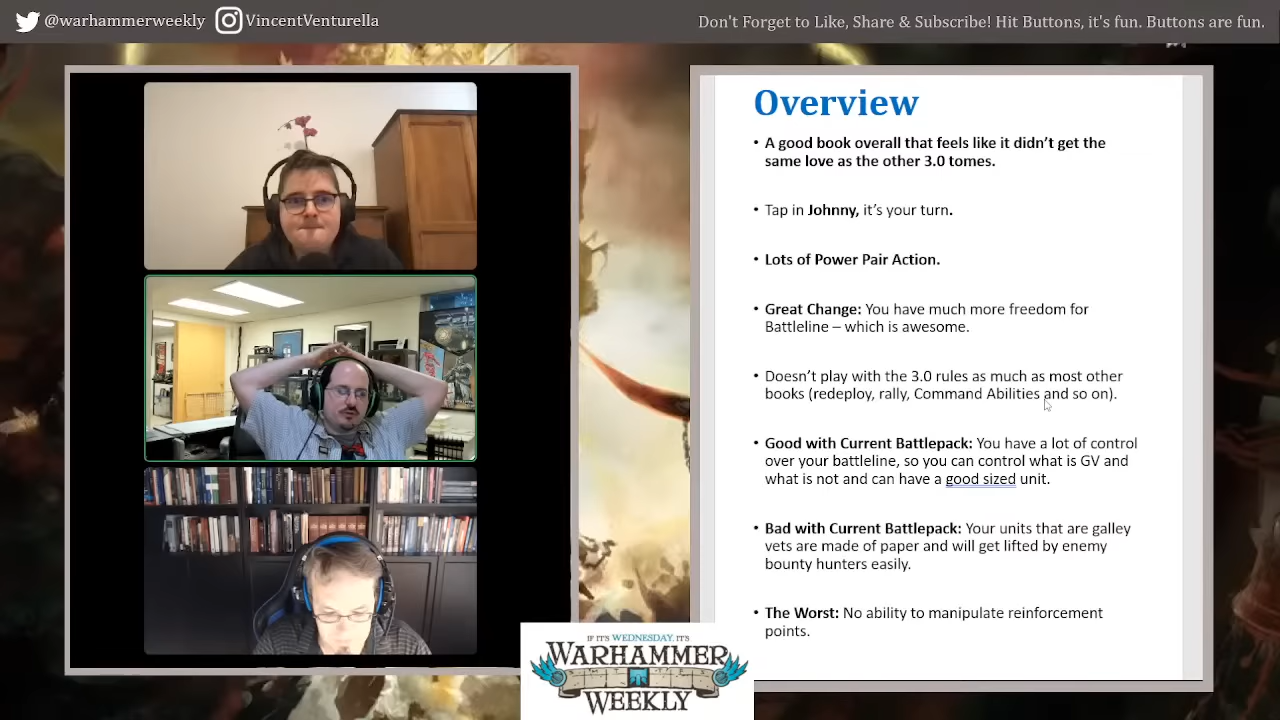 @warhammerweekly VincentVenturella
Don't Forget to Like, Share & Subscribe! Hit Buttons, it's fun. Buttons are fun.
Overview
• A good book overall that feels like it didn't get the
same love as the other 3.0 tomes.
• Tap in Johnny, it's your turn.
• Lots of Power Pair Action.
• Great Change: You have much more freedom for
Battleline – which is awesome.
• Doesn't play with the 3.0 rules as much as most other
books (redeploy, rally, Command Abilities and so on).
• Good with Current Battlepack: You have a lot of control
over your battleline, so you can control what is GV and
what is not and can have a good sized unit.
• Bad with Current Battlepack: Your units that are galley
vets are made of paper and will get lifted by enemy
bounty hunters easily.
• The Worst: No ability to manipulate reinforcement
points.
IF IT'S WEDNESDAY, IT'S
WARHAMMER
WEEKLY